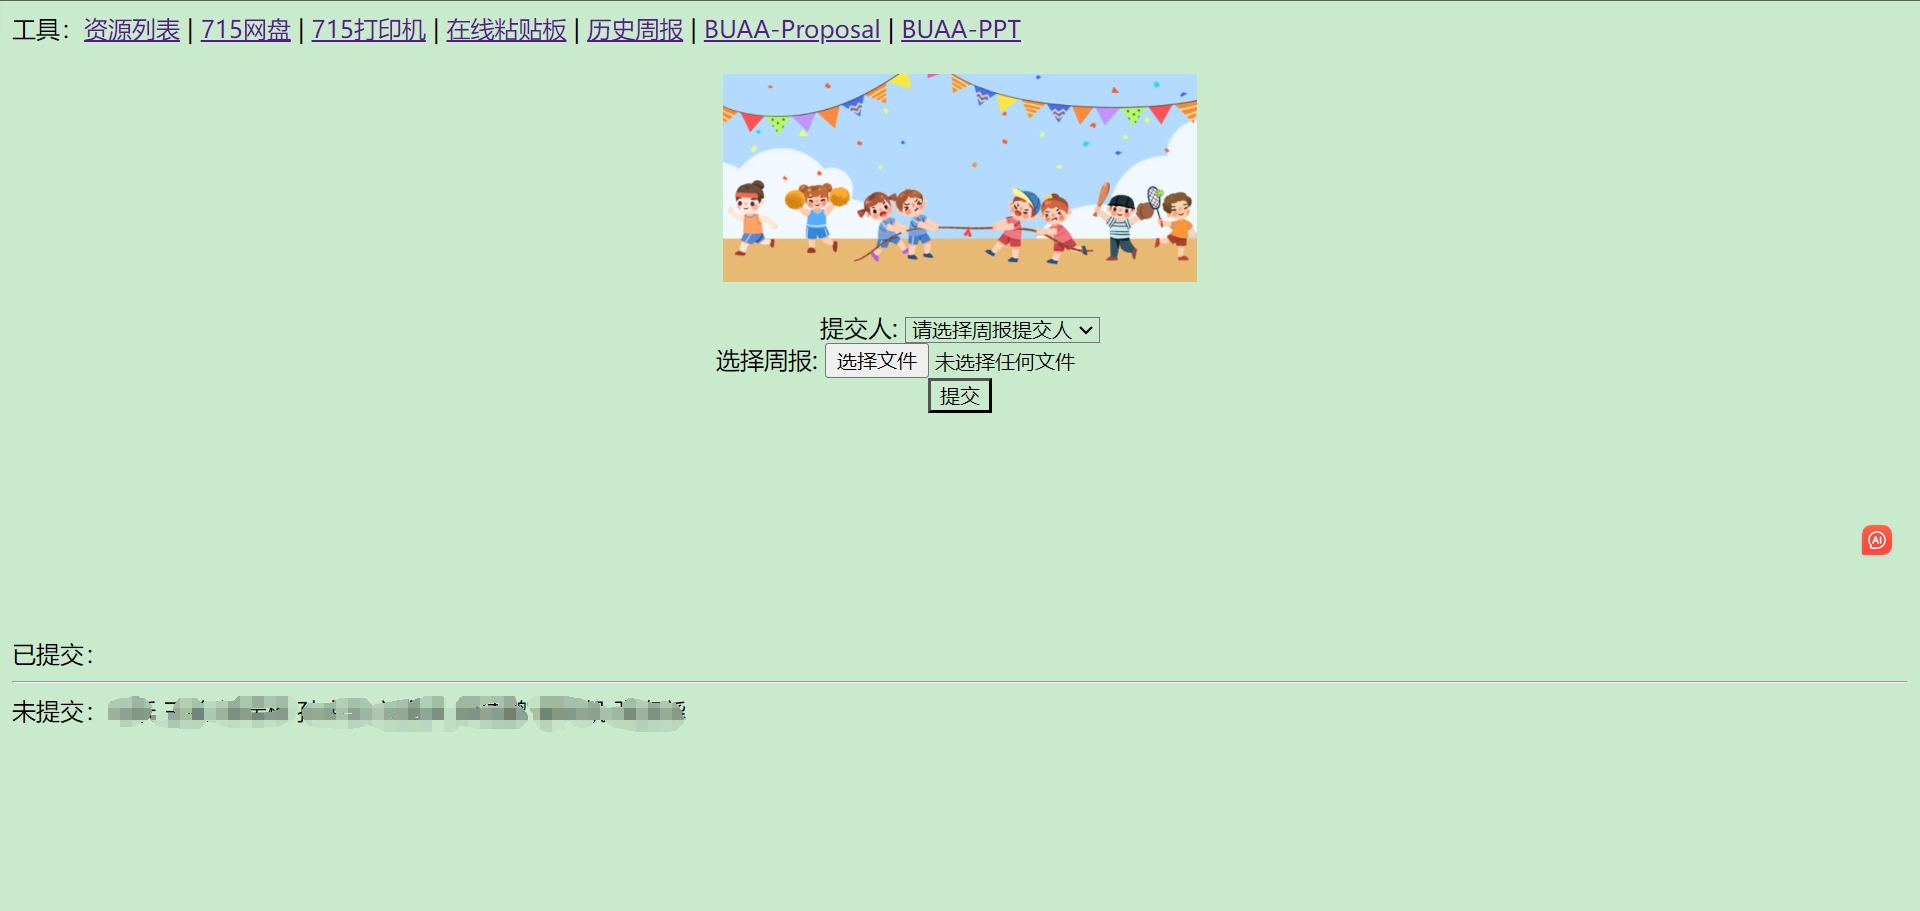 工具：资源列表 | 715网盘 | 715打印机 | 在线粘贴板 | 历史周报 | BUAA-Proposal | BUAA-PPT
提交人: 请选择周报提交人
选择周报: 选择文件 未选择任何文件
提交
AI
已提交：
未提交：